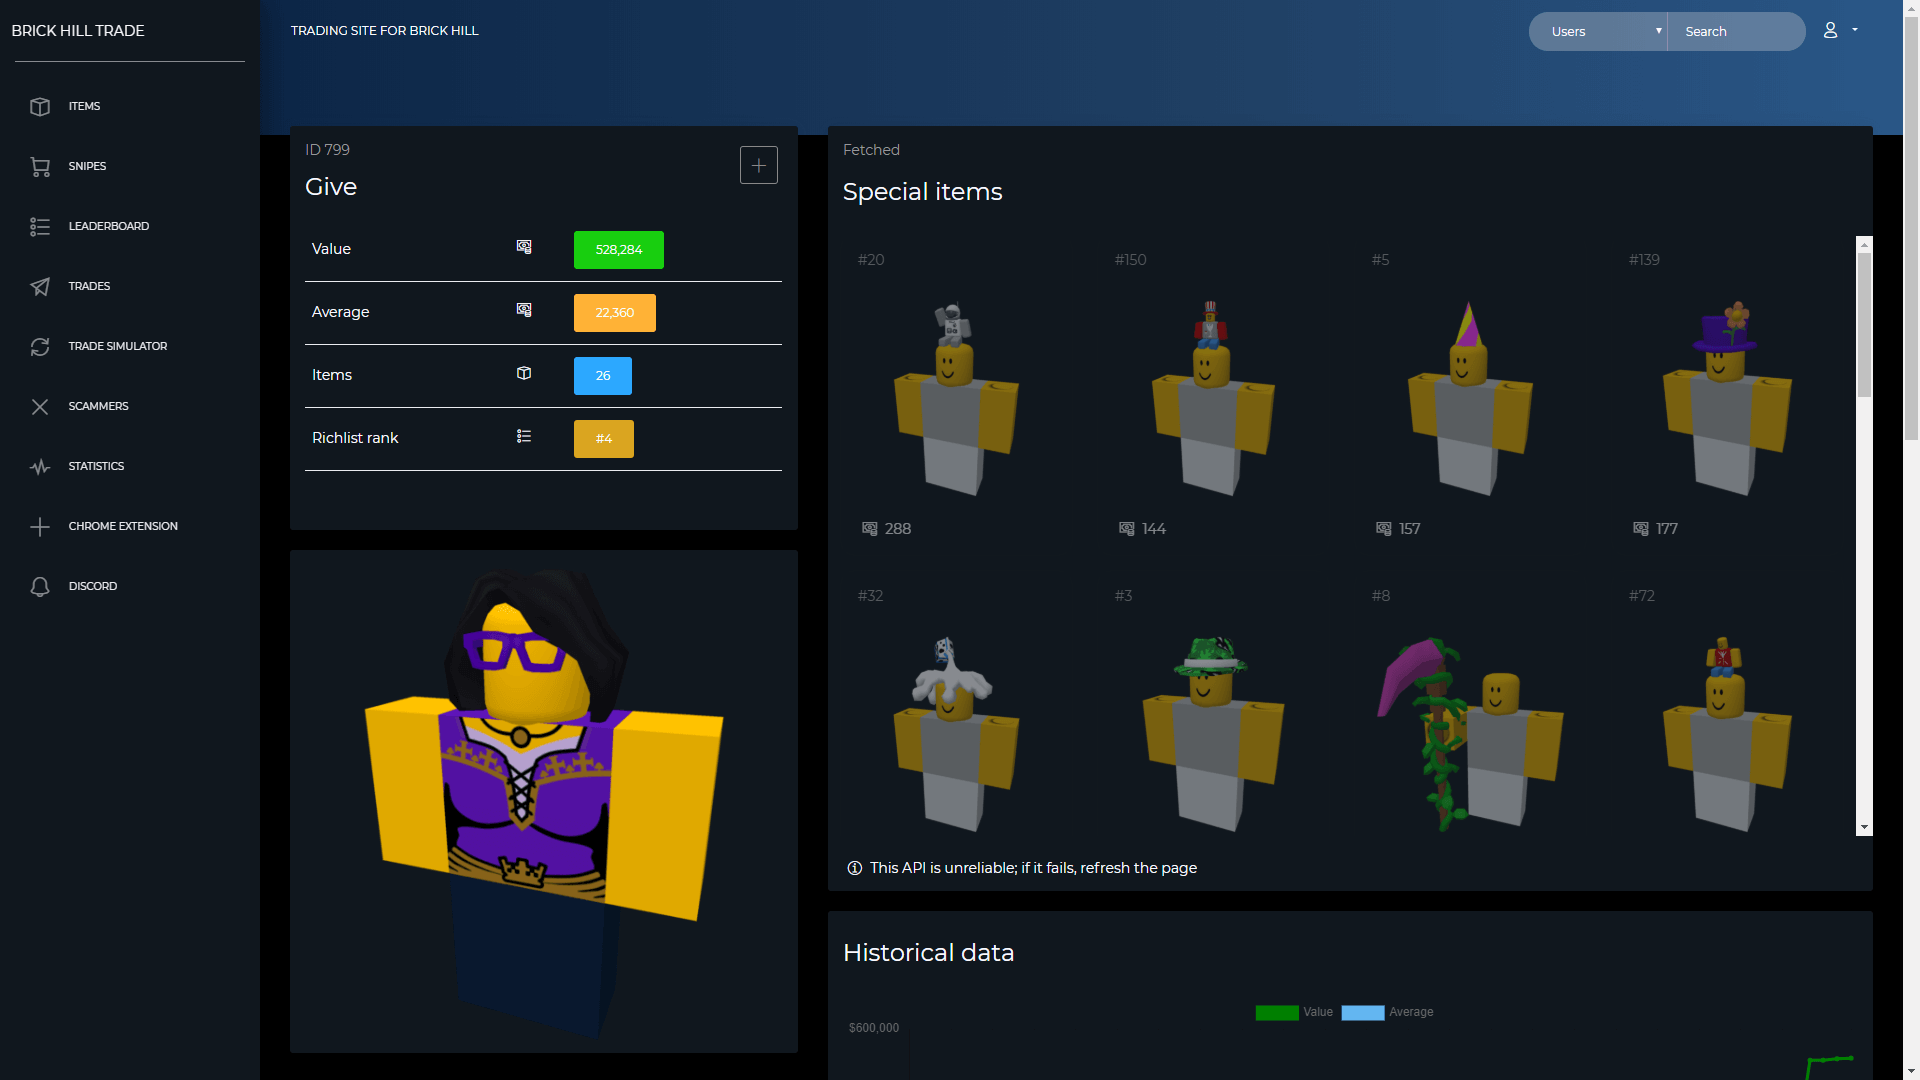 BRICK HILL TRADE
ITEMS
SNIPES
LEADERBOARD
TRADES
TRADE SIMULATOR
SCAMMERS
STATISTICS
CHROME EXTENSION
DISCORD
TRADING SITE FOR BRICK HILL
Users
Search
ID 799
Give
Value 528,284
Average 22,360
Items 26
Richlist rank #4
Fetched
Special items
#20 #150 #5 #139
288 144 157 177
#32 #3 #8 #72
This API is unreliable; if it fails, refresh the page
Historical data
Value Average
$600,000